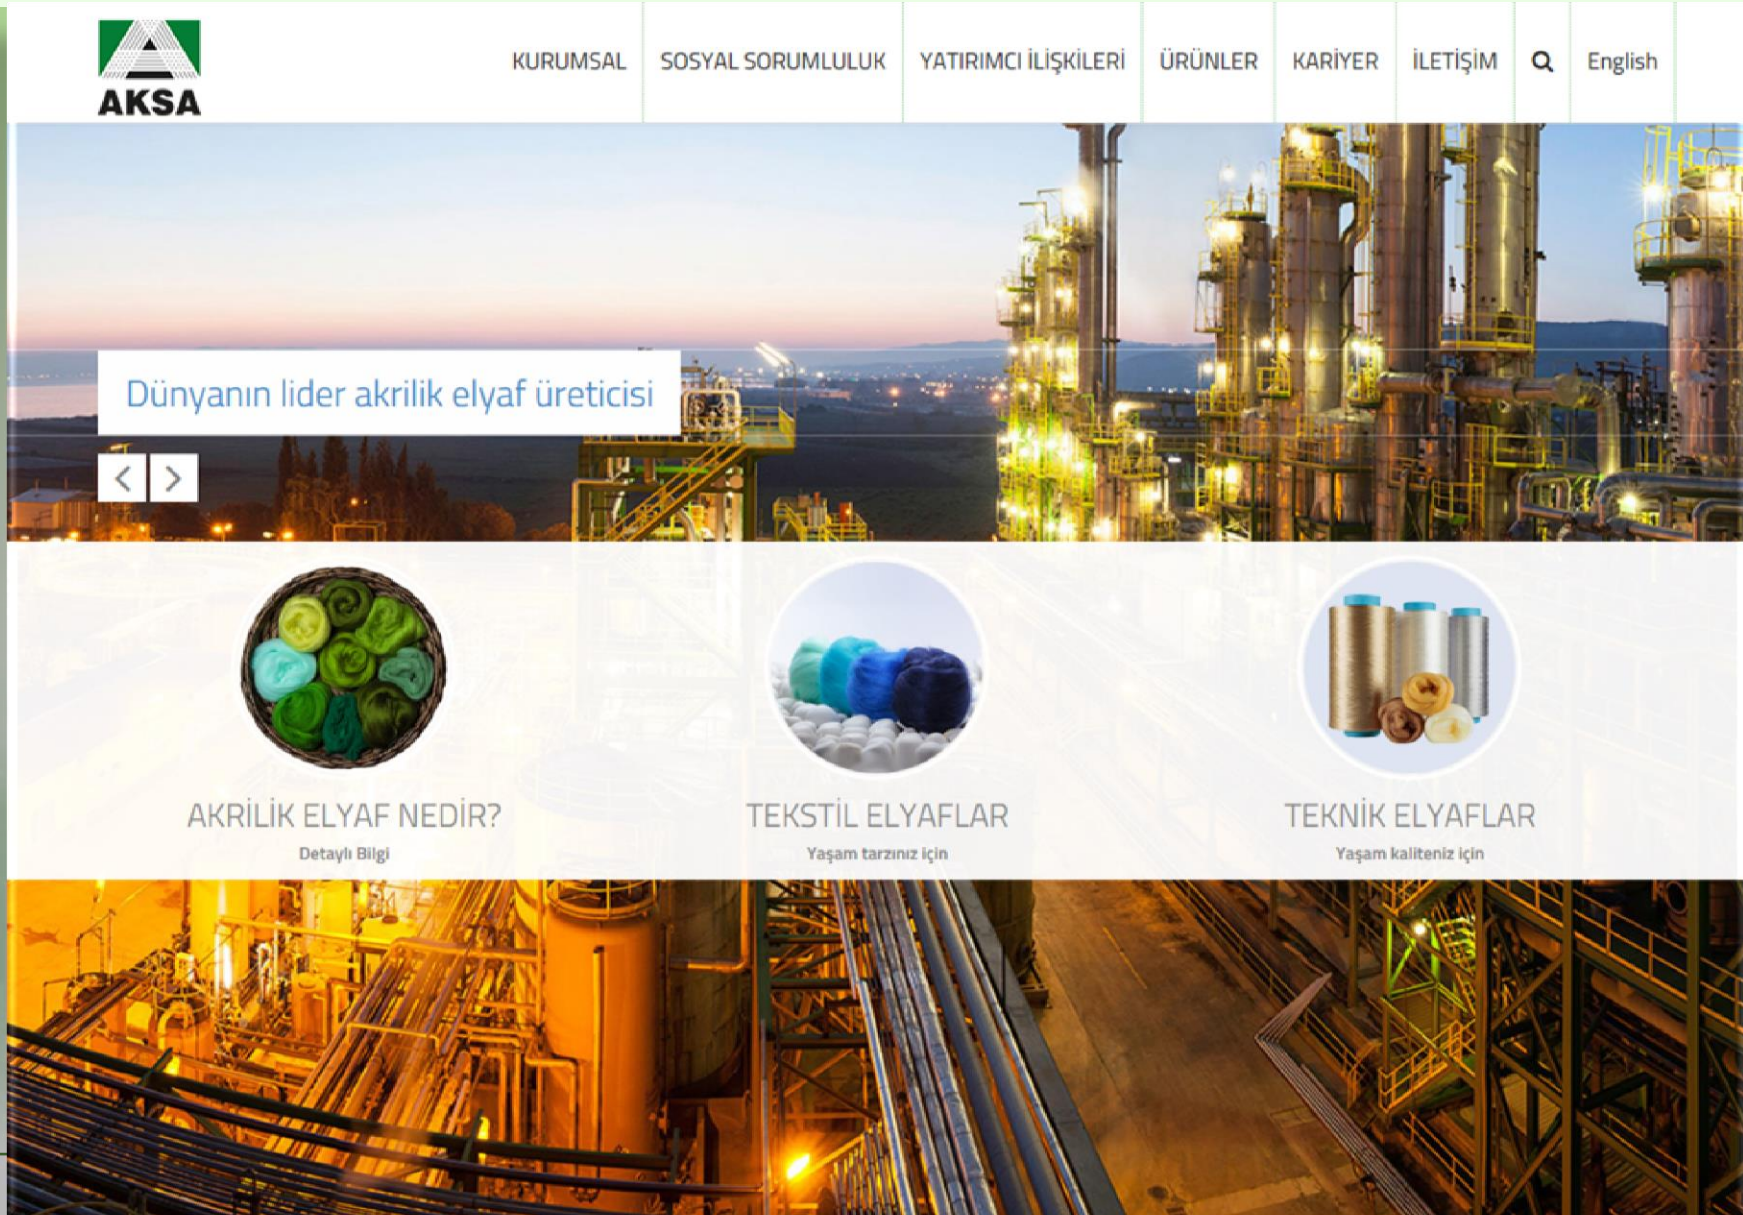 AKSA
KURUMSAL
SOSYAL SORUMLULUK
YATIRIMCI İLİŞKİLERİ
ÜRÜNLER
KARİYER
İLETİŞİM
English
Dünyanın lider akrilik elyaf üreticisi
AKRİLİK ELYAF NEDİR?
Detaylı Bilgi
TEKSTİL ELYAFLAR
Yaşam tarzınız için
TEKNİK ELYAFLAR
Yaşam kaliteniz için